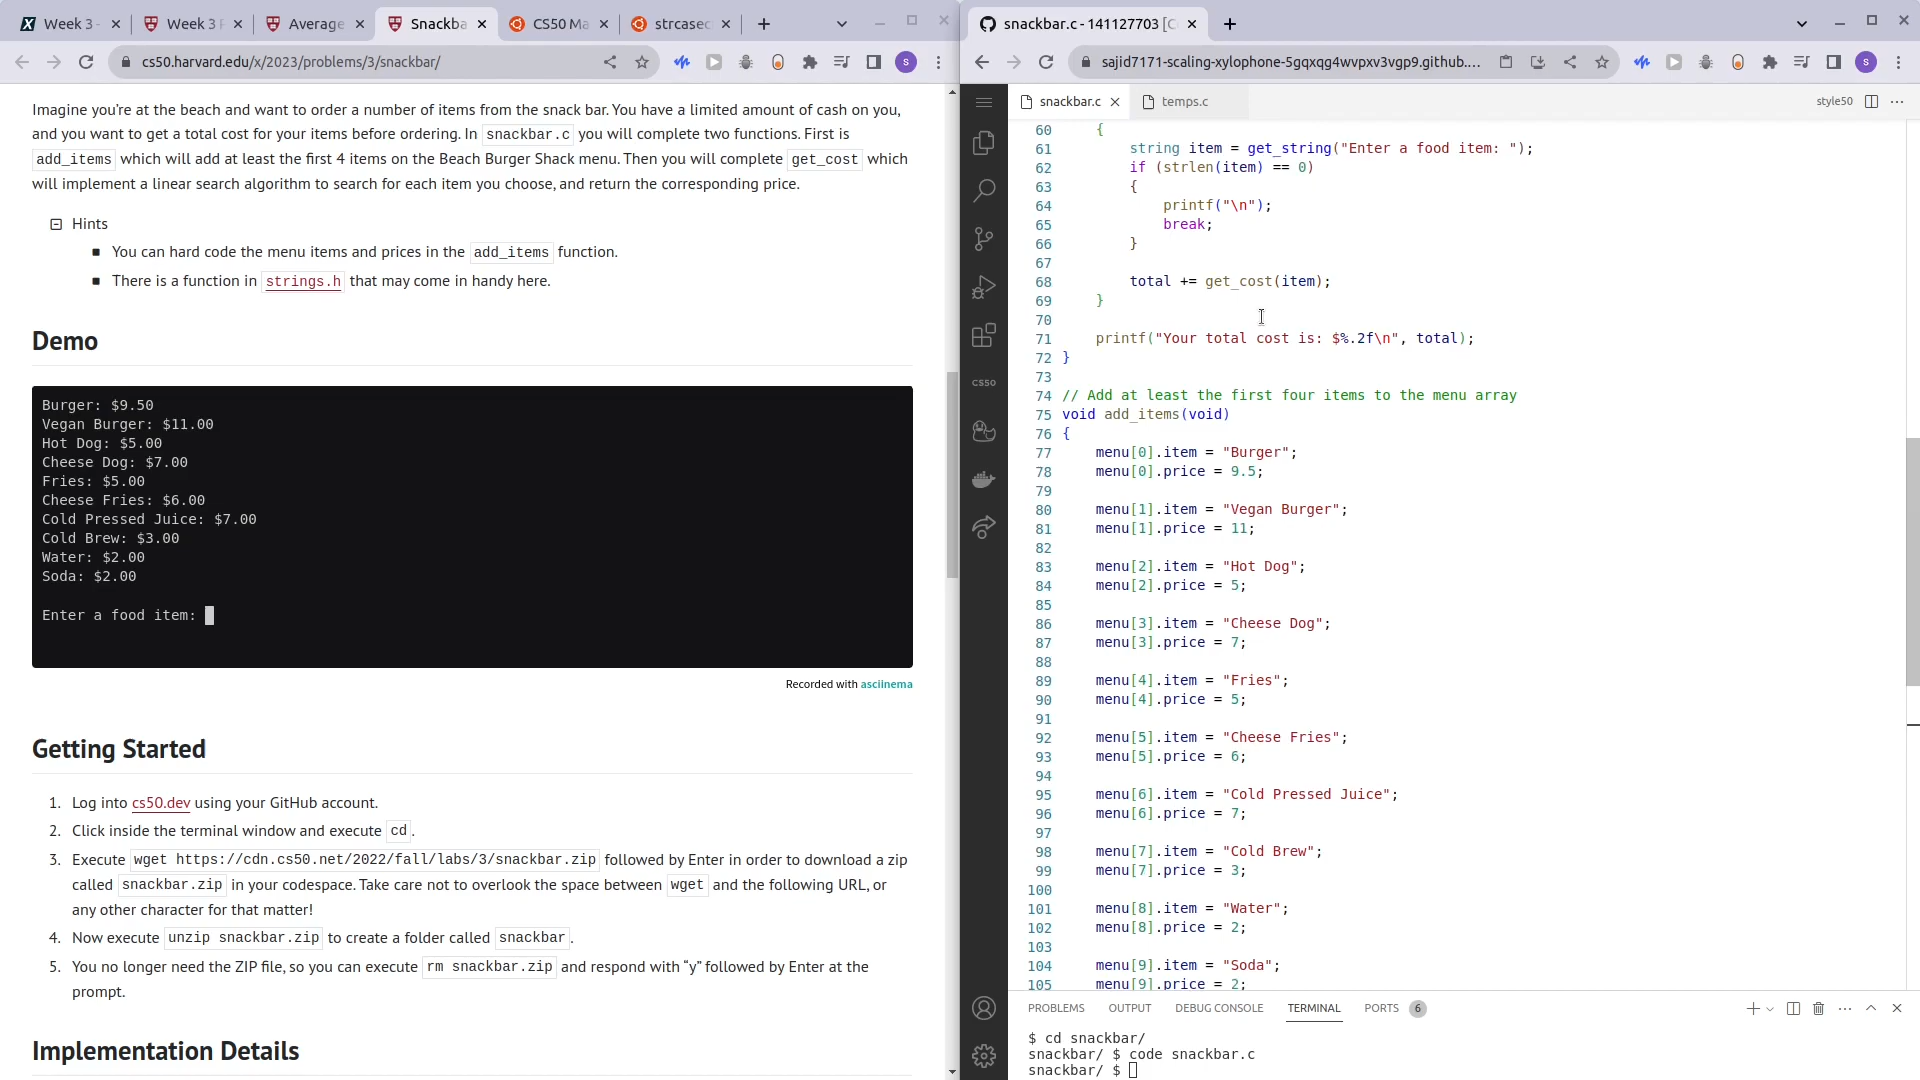 Week 3 -
Week 3 P
Average
Snackba
CS50 Ma
strcasec
cs50.harvard.edu/x/2023/problems/3/snackbar/
S
Imagine you're at the beach and want to order a number of items from the snack bar. You have a limited amount of cash on you,
and you want to get a total cost for your items before ordering. In snackbar.c you will complete two functions. First is
add_items which will add at least the first 4 items on the Beach Burger Shack menu. Then you will complete get_cost which
will implement a linear search algorithm to search for each item you choose, and return the corresponding price.
Hints
You can hard code the menu items and prices in the add_items function.
There is a function in strings.h that may come in handy here.
Demo
Burger: $9.50
Vegan Burger: $11.00
Hot Dog: $5.00
Cheese Dog: $7.00
Fries: $5.00
Cheese Fries: $6.00
Cold Pressed Juice: $7.00
Cold Brew: $3.00
Water: $2.00
Soda: $2.00
Enter a food item:
Recorded with asciinema
Getting Started
1. Log into cs50.dev using your GitHub account.
2. Click inside the terminal window and execute cd.
3. Execute wget https://cdn.cs50.net/2022/fall/labs/3/snackbar.zip followed by Enter in order to download a zip
called snackbar.zip in your codespace. Take care not to overlook the space between wget and the following URL, or
any other character for that matter!
4. Now execute unzip snackbar.zip to create a folder called snackbar.
5. You no longer need the ZIP file, so you can execute rm snackbar.zip and respond with “y” followed by Enter at the
prompt.
Implementation Details
snackbar.c - 141127703 [C
sajid7171-scaling-xylophone-5gqxqg4wvpxv3vgp9.github....
S
snackbar.c
temps.c
style50
CS50
60 {
61 string item = get_string("Enter a food item: ");
62 if (strlen(item) == 0)
63 {
64 printf("\n");
65 break;
66 }
67
68 total += get_cost(item);
69 }
70
71 printf("Your total cost is: $%.2f\n", total);
72 }
73
74 // Add at least the first four items to the menu array
75 void add_items(void)
76 {
77 menu[0].item = "Burger";
78 menu[0].price = 9.5;
79
80 menu[1].item = "Vegan Burger";
81 menu[1].price = 11;
82
83 menu[2].item = "Hot Dog";
84 menu[2].price = 5;
85
86 menu[3].item = "Cheese Dog";
87 menu[3].price = 7;
88
89 menu[4].item = "Fries";
90 menu[4].price = 5;
91
92 menu[5].item = "Cheese Fries";
93 menu[5].price = 6;
94
95 menu[6].item = "Cold Pressed Juice";
96 menu[6].price = 7;
97
98 menu[7].item = "Cold Brew";
99 menu[7].price = 3;
100
101 menu[8].item = "Water";
102 menu[8].price = 2;
103
104 menu[9].item = "Soda";
105 menu[9].price = 2;
PROBLEMS OUTPUT DEBUG CONSOLE TERMINAL PORTS 6
$ cd snackbar/
snackbar/ $ code snackbar.c
snackbar/ $